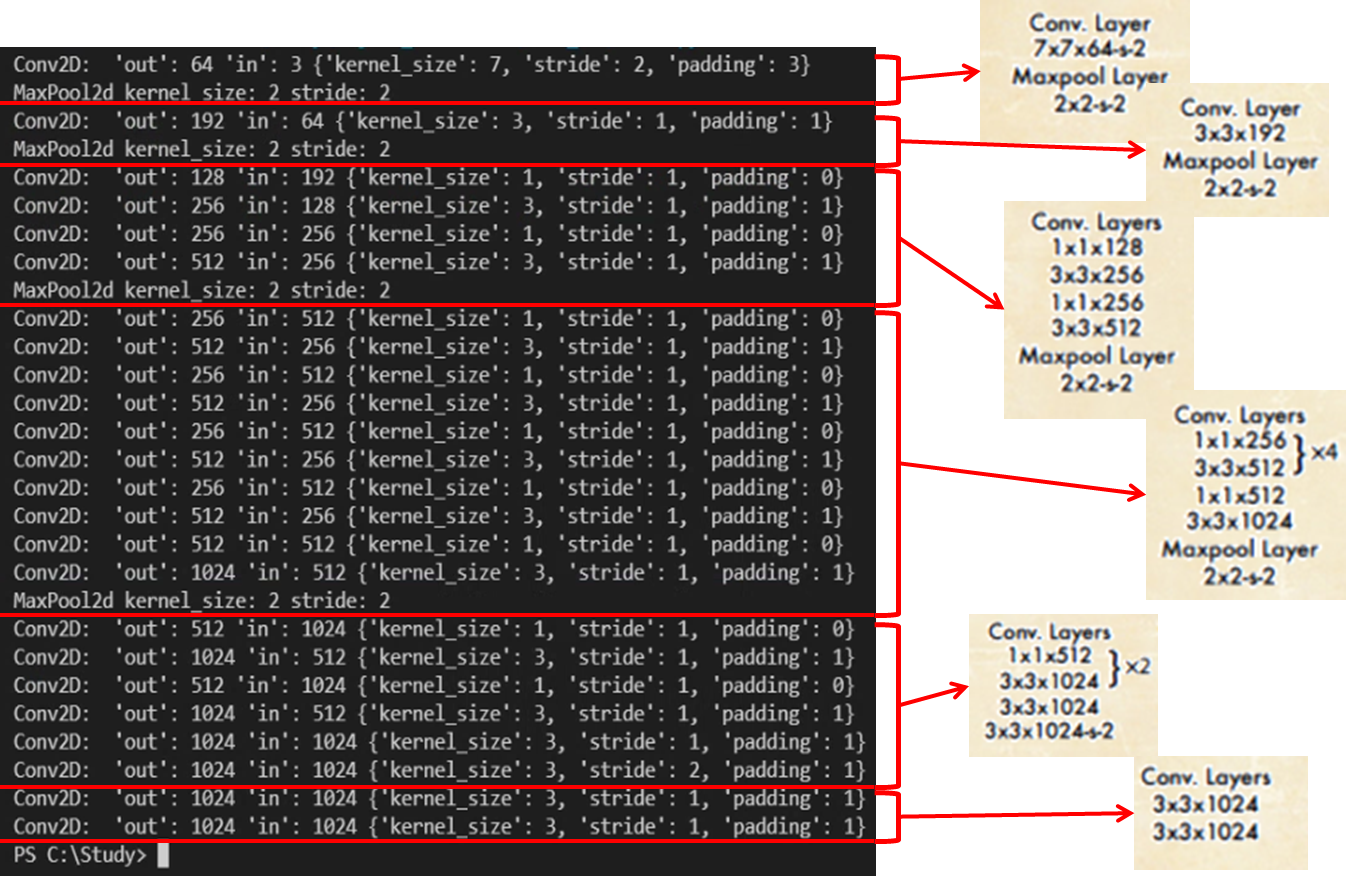 Conv2D: 'out': 64 'in': 3 {'kernel_size': 7, 'stride': 2, 'padding': 3}
MaxPool2d kernel_size: 2 stride: 2
Conv2D: 'out': 192 'in': 64 {'kernel_size': 3, 'stride': 1, 'padding': 1}
MaxPool2d kernel_size: 2 stride: 2
Conv2D: 'out': 128 'in': 192 {'kernel_size': 1, 'stride': 1, 'padding': 0}
Conv2D: 'out': 256 'in': 128 {'kernel_size': 3, 'stride': 1, 'padding': 1}
Conv2D: 'out': 256 'in': 256 {'kernel_size': 1, 'stride': 1, 'padding': 0}
Conv2D: 'out': 512 'in': 256 {'kernel_size': 3, 'stride': 1, 'padding': 1}
MaxPool2d kernel_size: 2 stride: 2
Conv2D: 'out': 256 'in': 512 {'kernel_size': 1, 'stride': 1, 'padding': 0}
Conv2D: 'out': 512 'in': 256 {'kernel_size': 3, 'stride': 1, 'padding': 1}
Conv2D: 'out': 256 'in': 512 {'kernel_size': 1, 'stride': 1, 'padding': 0}
Conv2D: 'out': 512 'in': 256 {'kernel_size': 3, 'stride': 1, 'padding': 1}
Conv2D: 'out': 256 'in': 512 {'kernel_size': 1, 'stride': 1, 'padding': 0}
Conv2D: 'out': 512 'in': 256 {'kernel_size': 3, 'stride': 1, 'padding': 1}
Conv2D: 'out': 256 'in': 512 {'kernel_size': 1, 'stride': 1, 'padding': 0}
Conv2D: 'out': 512 'in': 256 {'kernel_size': 3, 'stride': 1, 'padding': 1}
Conv2D: 'out': 512 'in': 512 {'kernel_size': 1, 'stride': 1, 'padding': 0}
Conv2D: 'out': 1024 'in': 512 {'kernel_size': 3, 'stride': 1, 'padding': 1}
MaxPool2d kernel_size: 2 stride: 2
Conv2D: 'out': 512 'in': 1024 {'kernel_size': 1, 'stride': 1, 'padding': 0}
Conv2D: 'out': 1024 'in': 512 {'kernel_size': 3, 'stride': 1, 'padding': 1}
Conv2D: 'out': 512 'in': 1024 {'kernel_size': 1, 'stride': 1, 'padding': 0}
Conv2D: 'out': 1024 'in': 512 {'kernel_size': 3, 'stride': 1, 'padding': 1}
Conv2D: 'out': 1024 'in': 1024 {'kernel_size': 3, 'stride': 1, 'padding': 1}
Conv2D: 'out': 1024 'in': 1024 {'kernel_size': 3, 'stride': 2, 'padding': 1}
Conv2D: 'out': 1024 'in': 1024 {'kernel_size': 3, 'stride': 1, 'padding': 1}
Conv2D: 'out': 1024 'in': 1024 {'kernel_size': 3, 'stride': 1, 'padding': 1}
PS C:\Study>
Conv. Layer
7x7x64-s-2
Maxpool Layer
2x2-s-2
Conv. Layer
3x3x192
Maxpool Layer
2x2-s-2
Conv. Layers
1x1x128
3x3x256
1x1x256
3x3x512
Maxpool Layer
2x2-s-2
Conv. Layers
1x1x256
3x3x512 } ×4
1x1x512
3x3x1024
Maxpool Layer
2x2-s-2
Conv. Layers
1x1x512
3x3x1024 } ×2
3x3x1024
3x3x1024-s-2
Conv. Layers
3x3x1024
3x3x1024